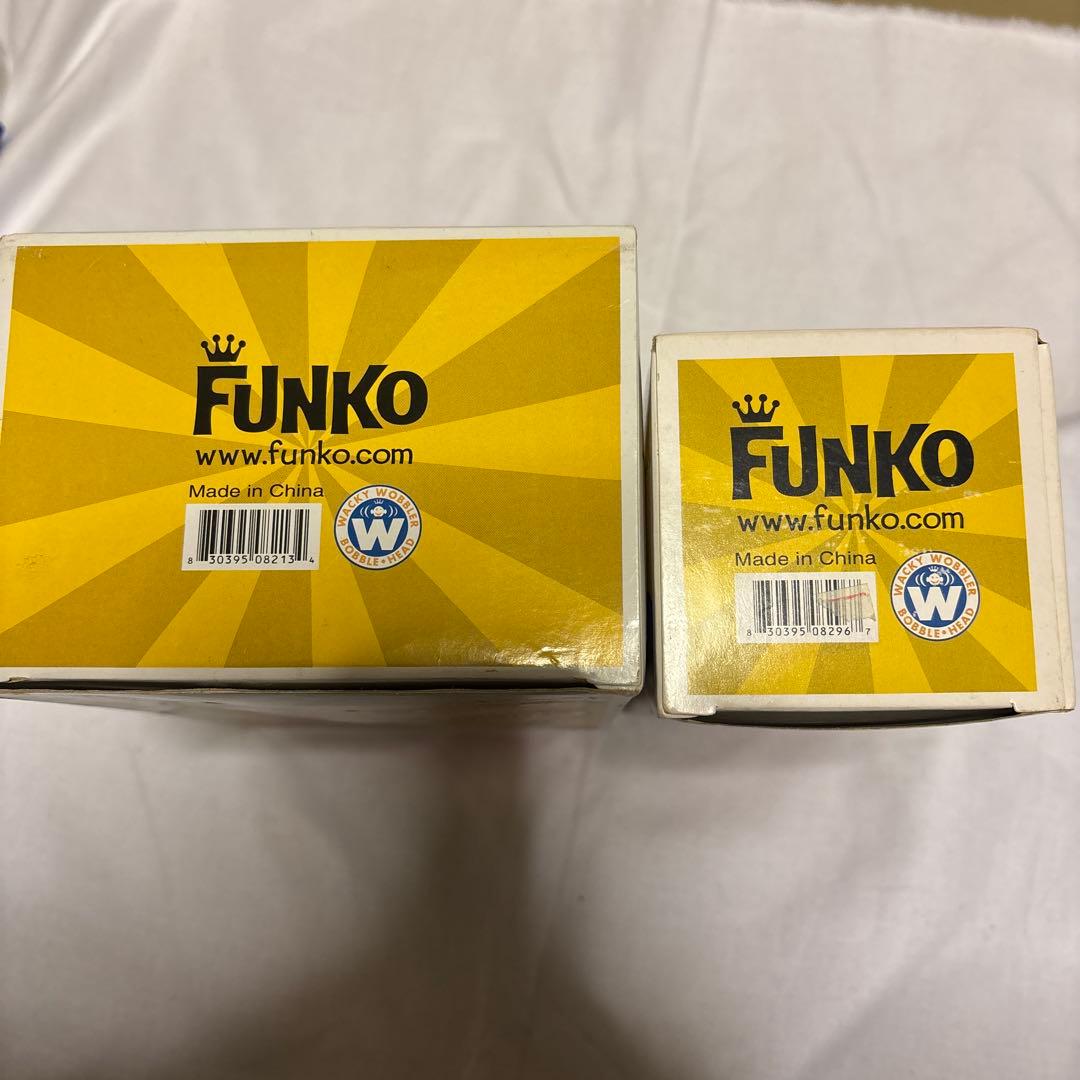 FUNKO
www.funko.com
Made in China
WACKY WOBBLER
W
BOBBLE•HEAD
8 30395 08213 4
FUNKO
www.funko.com
Made in China
WACKY WOBBLER
W
BOBBLE•HEAD
8 30395 08296 7